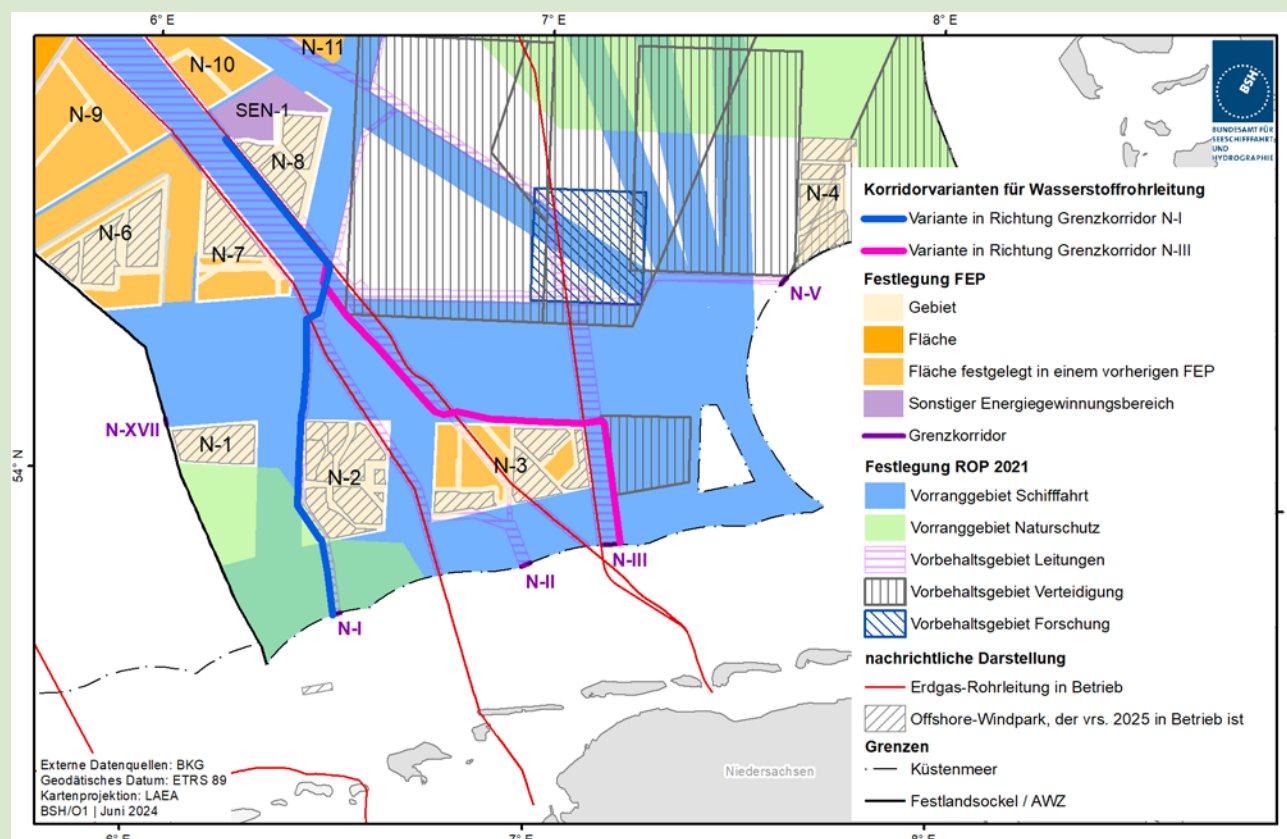 6° E
7° E
8° E
N-11
N-10
SEN-1
N-9
N-8
N-4
N-6
N-7
N-V
N-XVII
N-1
N-2
N-3
54° N
N-III
N-II
N-I
Niedersachsen
BSH
BUNDESAMT FÜR
SEESCHIFFFAHRT
UND
HYDROGRAPHIE
Korridorvarianten für Wasserstoffrohrleitung
Variante in Richtung Grenzkorridor N-I
Variante in Richtung Grenzkorridor N-III
Festlegung FEP
Gebiet
Fläche
Fläche festgelegt in einem vorherigen FEP
Sonstiger Energiegewinnungsbereich
Grenzkorridor
Festlegung ROP 2021
Vorranggebiet Schifffahrt
Vorranggebiet Naturschutz
Vorbehaltsgebiet Leitungen
Vorbehaltsgebiet Verteidigung
Vorbehaltsgebiet Forschung
nachrichtliche Darstellung
Erdgas-Rohrleitung in Betrieb
Offshore-Windpark, der vrs. 2025 in Betrieb ist
Grenzen
Küstenmeer
Festlandsockel / AWZ
Externe Datenquellen: BKG
Geodätisches Datum: ETRS 89
Kartenprojektion: LAEA
BSH/O1 | Juni 2024
6° E
7° E
8° E